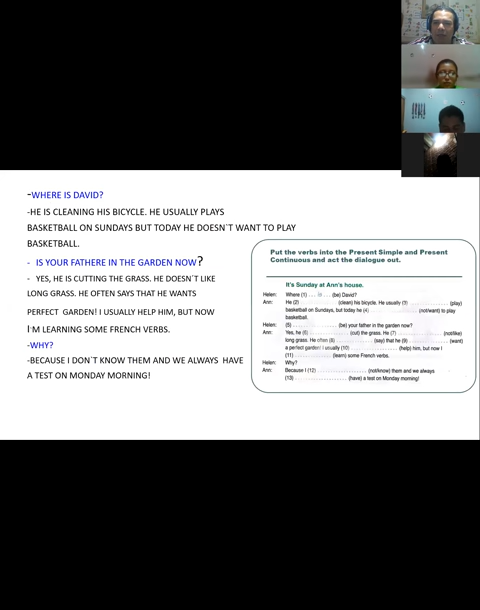 -WHERE IS DAVID?
-HE IS CLEANING HIS BICYCLE. HE USUALLY PLAYS
BASKETBALL ON SUNDAYS BUT TODAY HE DOESN`T WANT TO PLAY
BASKETBALL.
- IS YOUR FATHERE IN THE GARDEN NOW?
- YES, HE IS CUTTING THE GRASS. HE DOESN`T LIKE
LONG GRASS. HE OFTEN SAYS THAT HE WANTS
PERFECT GARDEN! I USUALLY HELP HIM, BUT NOW
I`M LEARNING SOME FRENCH VERBS.
-WHY?
-BECAUSE I DON`T KNOW THEM AND WE ALWAYS HAVE
A TEST ON MONDAY MORNING!
Put the verbs into the Present Simple and Present
Continuous and act the dialogue out.
It's Sunday at Ann's house.
Helen: Where (1) .... is .. (be) David?
Ann: He (2) .................. (clean) his bicycle. He usually (3) .................. (play)
basketball on Sundays, but today he (4) .................. (not/want) to play
basketball.
Helen: (5) .................. (be) your father in the garden now?
Ann: Yes, he (6) .................. (cut) the grass. He (7) .................. (not/like)
long grass. He often (8) .................. (say) that he (9) .................. (want)
a perfect garden! I usually (10) .................. (help) him, but now I
(11) .................. (learn) some French verbs.
Helen: Why?
Ann: Because I (12) .................. (not/know) them and we always
(13) .................. (have) a test on Monday morning!